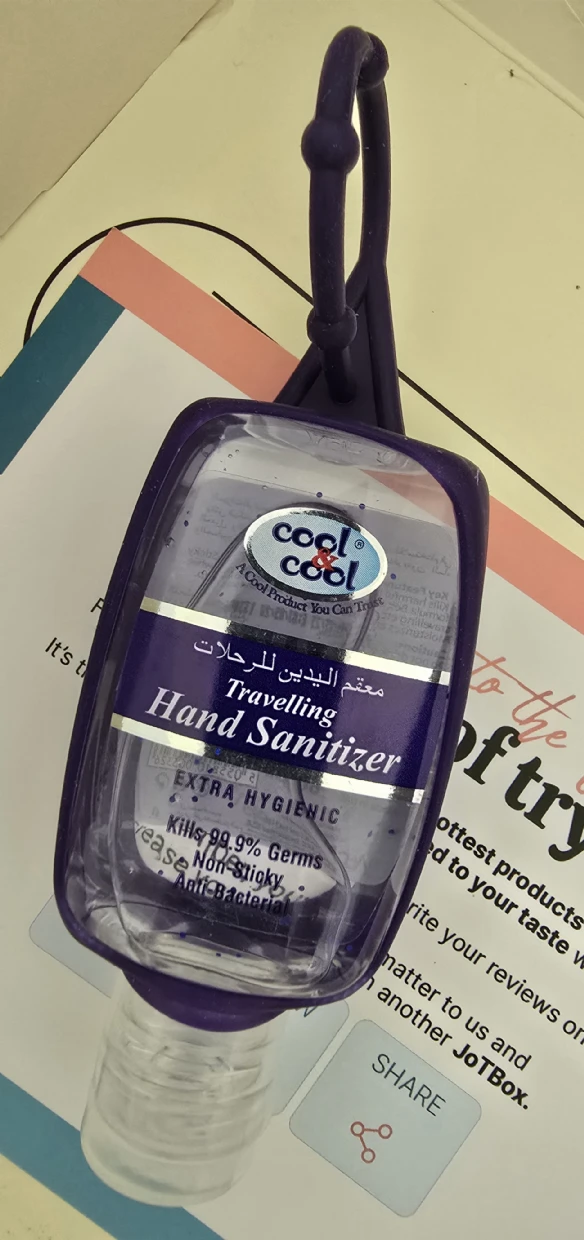 cool®
&
cool
A Cool Product You Can Trust
معقم اليدين للرحلات
Travelling
Hand Sanitizer
EXTRA HYGIENIC
Kills 99.9% Germs
Non-Sticky
Anti-Bacterial
to the
of try
It's
ottest products
ed to your taste
rite your reviews on
matter to us and
another JoTBox.
SHARE